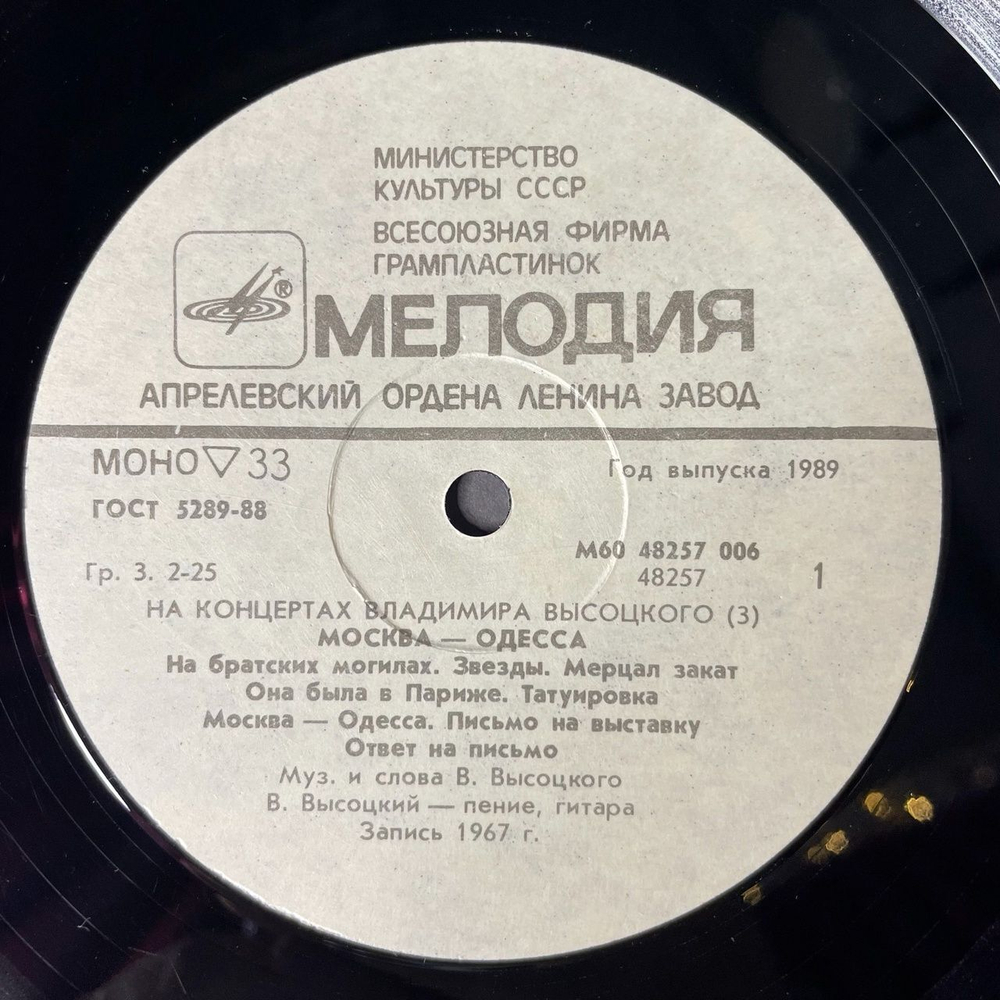 МИНИСТЕРСТВО
КУЛЬТУРЫ СССР
ВСЕСОЮЗНАЯ ФИРМА
ГРАМПЛАСТИНОК
®
МЕЛОДИЯ
АПРЕЛЕВСКИЙ ОРДЕНА ЛЕНИНА ЗАВОД
МОНО ▽ 33
Год выпуска 1989
ГОСТ 5289-88
М60 48257 006
Гр. 3. 2-25
48257
1
НА КОНЦЕРТАХ ВЛАДИМИРА ВЫСОЦКОГО (3)
МОСКВА — ОДЕССА
На братских могилах. Звезды. Мерцал закат
Она была в Париже. Татуировка
Москва — Одесса. Письмо на выставку
Ответ на письмо
Муз. и слова В. Высоцкого
В. Высоцкий — пение, гитара
Запись 1967 г.